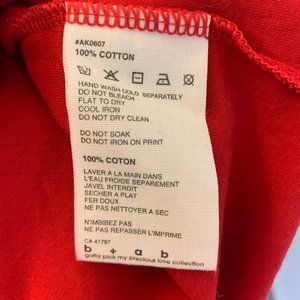 #AK0607
100% COTTON
HAND WASH COLD SEPARATELY
DO NOT BLEACH
FLAT TO DRY
COOL IRON
DO NOT DRY CLEAN
DO NOT SOAK
DO NOT IRON ON PRINT
100% COTON
LAVER A LA MAIN DANS
L'EAU FROIDE SEPAREMENT
JAVEL INTERDIT
SECHER A PLAT
FER DOUX
NE PAS NETTOYER A SEC
N'IMBIBEZ PAS
NE PAS REPASSER L'IMPRIME
CA 41797
b + a b
gotta pick my precious love collection